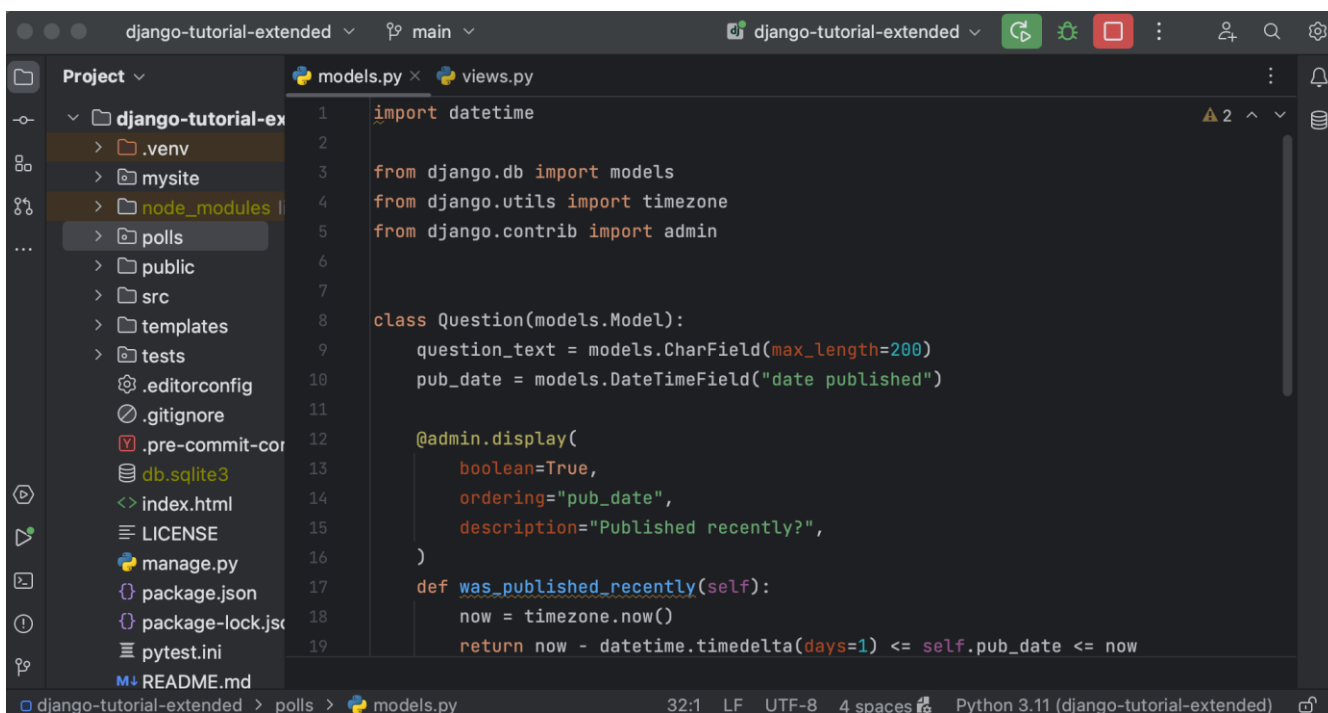 django-tutorial-extended main django-tutorial-extended
Project
models.py views.py
django-tutorial-ex
.venv
mysite
node_modules li
polls
public
src
templates
tests
.editorconfig
.gitignore
.pre-commit-cor
db.sqlite3
<> index.html
LICENSE
manage.py
{} package.json
{} package-lock.jsc
pytest.ini
M↓ README.md
2
1 import datetime
2
3 from django.db import models
4 from django.utils import timezone
5 from django.contrib import admin
6
7
8 class Question(models.Model):
9 question_text = models.CharField(max_length=200)
10 pub_date = models.DateTimeField("date published")
11
12 @admin.display(
13 boolean=True,
14 ordering="pub_date",
15 description="Published recently?",
16 )
17 def was_published_recently(self):
18 now = timezone.now()
19 return now - datetime.timedelta(days=1) <= self.pub_date <= now
django-tutorial-extended > polls > models.py 32:1 LF UTF-8 4 spaces Python 3.11 (django-tutorial-extended)